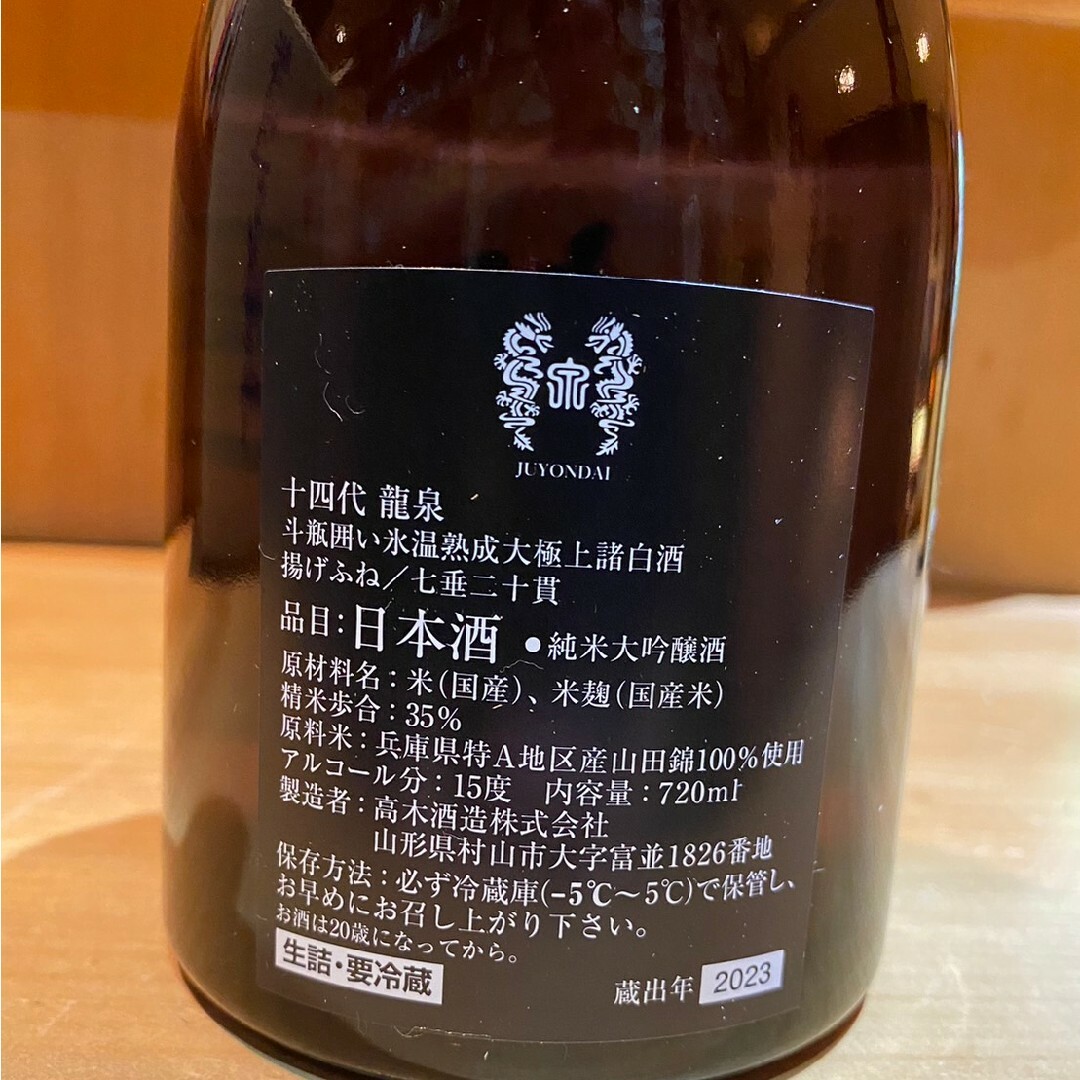 泉
JUYONDAI
十四代 龍泉
斗瓶囲い氷温熟成大極上諸白酒
揚げふね／七垂二十貫
品目：日本酒 ●純米大吟醸酒
原材料名：米(国産)、米麹(国産米)
精米歩合：35%
原料米：兵庫県特A地区産山田錦100%使用
アルコール分：15度　内容量：720ml
製造者：高木酒造株式会社
山形県村山市大字富並1826番地
保存方法：必ず冷蔵庫(-5℃〜5℃)で保管し、
お早めにお召し上がり下さい。
お酒は20歳になってから。
生詰・要冷蔵
蔵出年 2023